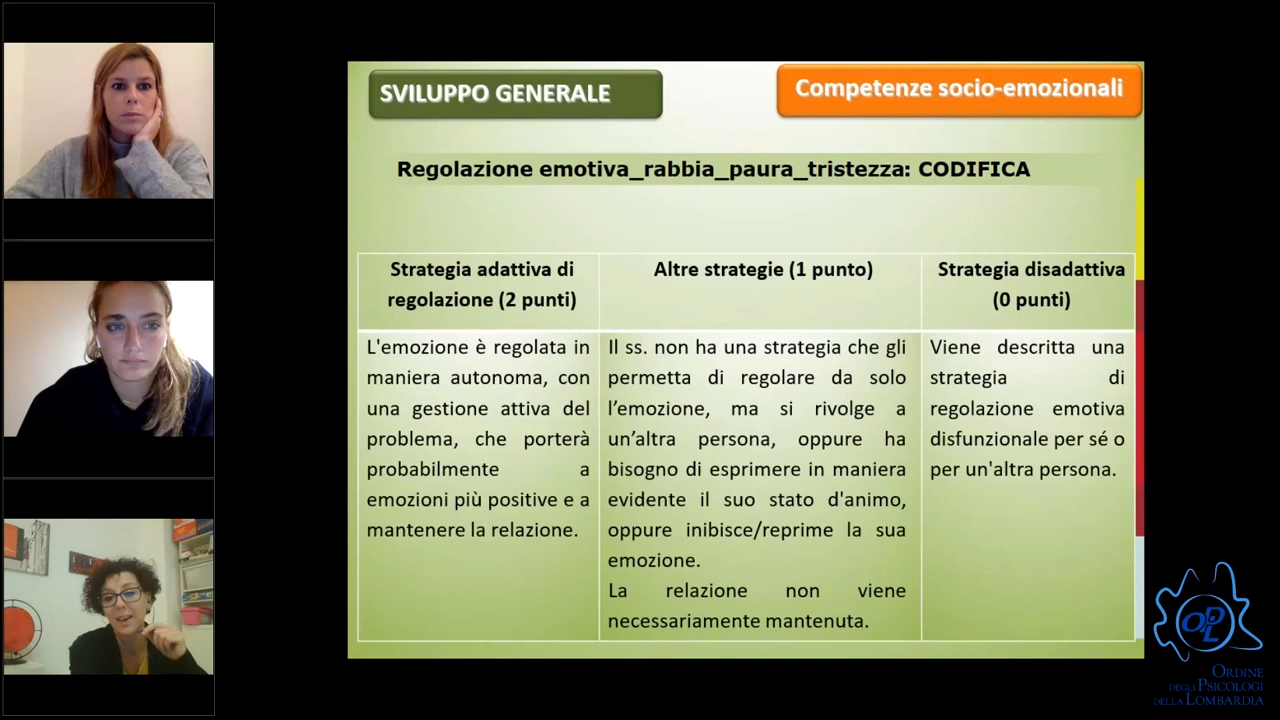 SVILUPPO GENERALE
Competenze socio-emozionali
Regolazione emotiva_rabbia_paura_tristezza: CODIFICA
Strategia adattiva di
regolazione (2 punti)
Altre strategie (1 punto)
Strategia disadattiva
(0 punti)
L'emozione è regolata in
maniera autonoma, con
una gestione attiva del
problema, che porterà
probabilmente a
emozioni più positive e a
mantenere la relazione.
Il ss. non ha una strategia che gli
permetta di regolare da solo
l’emozione, ma si rivolge a
un’altra persona, oppure ha
bisogno di esprimere in maniera
evidente il suo stato d'animo,
oppure inibisce/reprime la sua
emozione.
La relazione non viene
necessariamente mantenuta.
Viene descritta una
strategia di
regolazione emotiva
disfunzionale per sé o
per un'altra persona.
OPL
ORDINE
DEGLI PSICOLOGI
DELLA LOMBARDIA